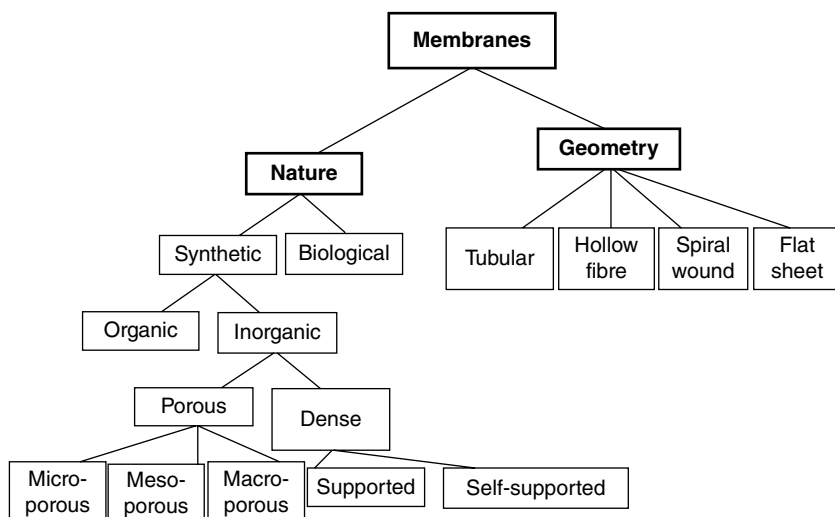 Membranes
Nature
Geometry
Synthetic
Biological
Tubular
Hollow
fibre
Spiral
wound
Flat
sheet
Organic
Inorganic
Porous
Dense
Micro-
porous
Meso-
porous
Macro-
porous
Supported
Self-supported